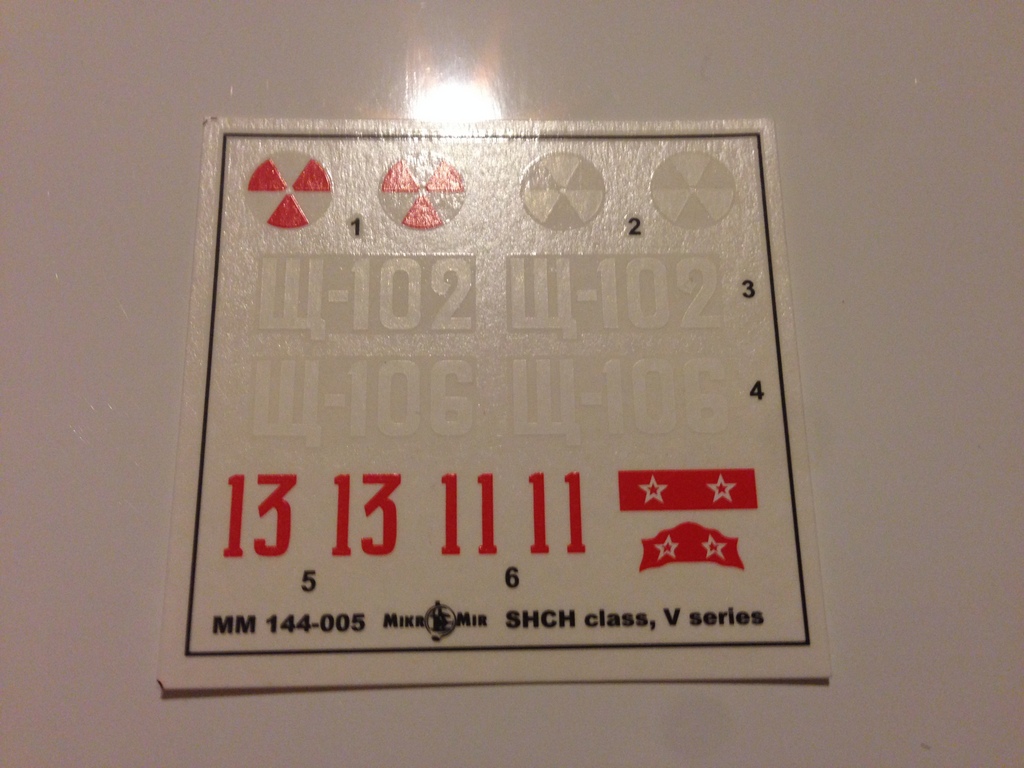 1 2
Щ-102 Щ-102 3
Щ-106 Щ-106 4
13 13 11 11
5 6
MM 144-005 MIKRO MIR SHCH class, V series